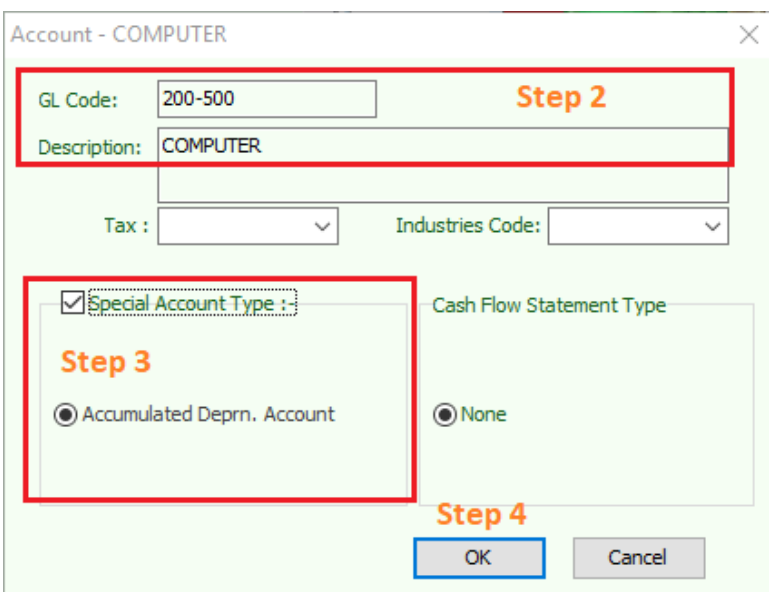 Account - COMPUTER
GL Code: 200-500 Step 2
Description: COMPUTER
Tax : Industries Code:
Special Account Type :- Cash Flow Statement Type
Step 3
Accumulated Deprn. Account None
Step 4
OK Cancel